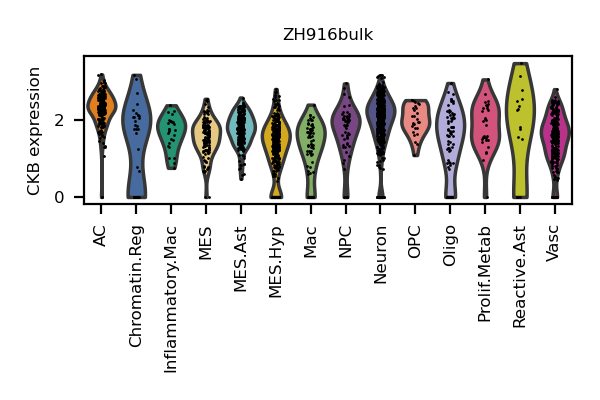 ZH916bulk
CKB expression
2
0
AC
Chromatin.Reg
Inflammatory.Mac
MES
MES.Ast
MES.Hyp
Mac
NPC
Neuron
OPC
Oligo
Prolif.Metab
Reactive.Ast
Vasc